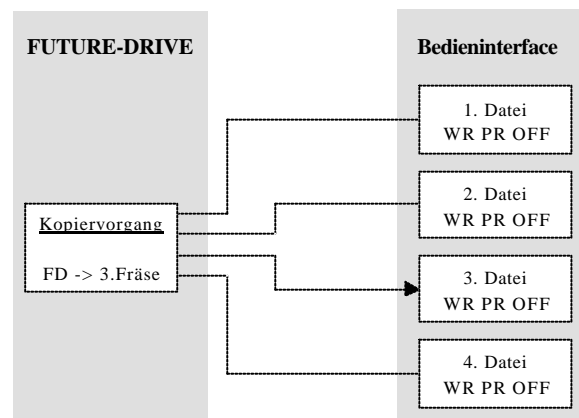 FUTURE-DRIVE
Bedieninterface
1. Datei
WR PR OFF
2. Datei
WR PR OFF
Kopiervorgang
FD -> 3.Fräse
3. Datei
WR PR OFF
4. Datei
WR PR OFF